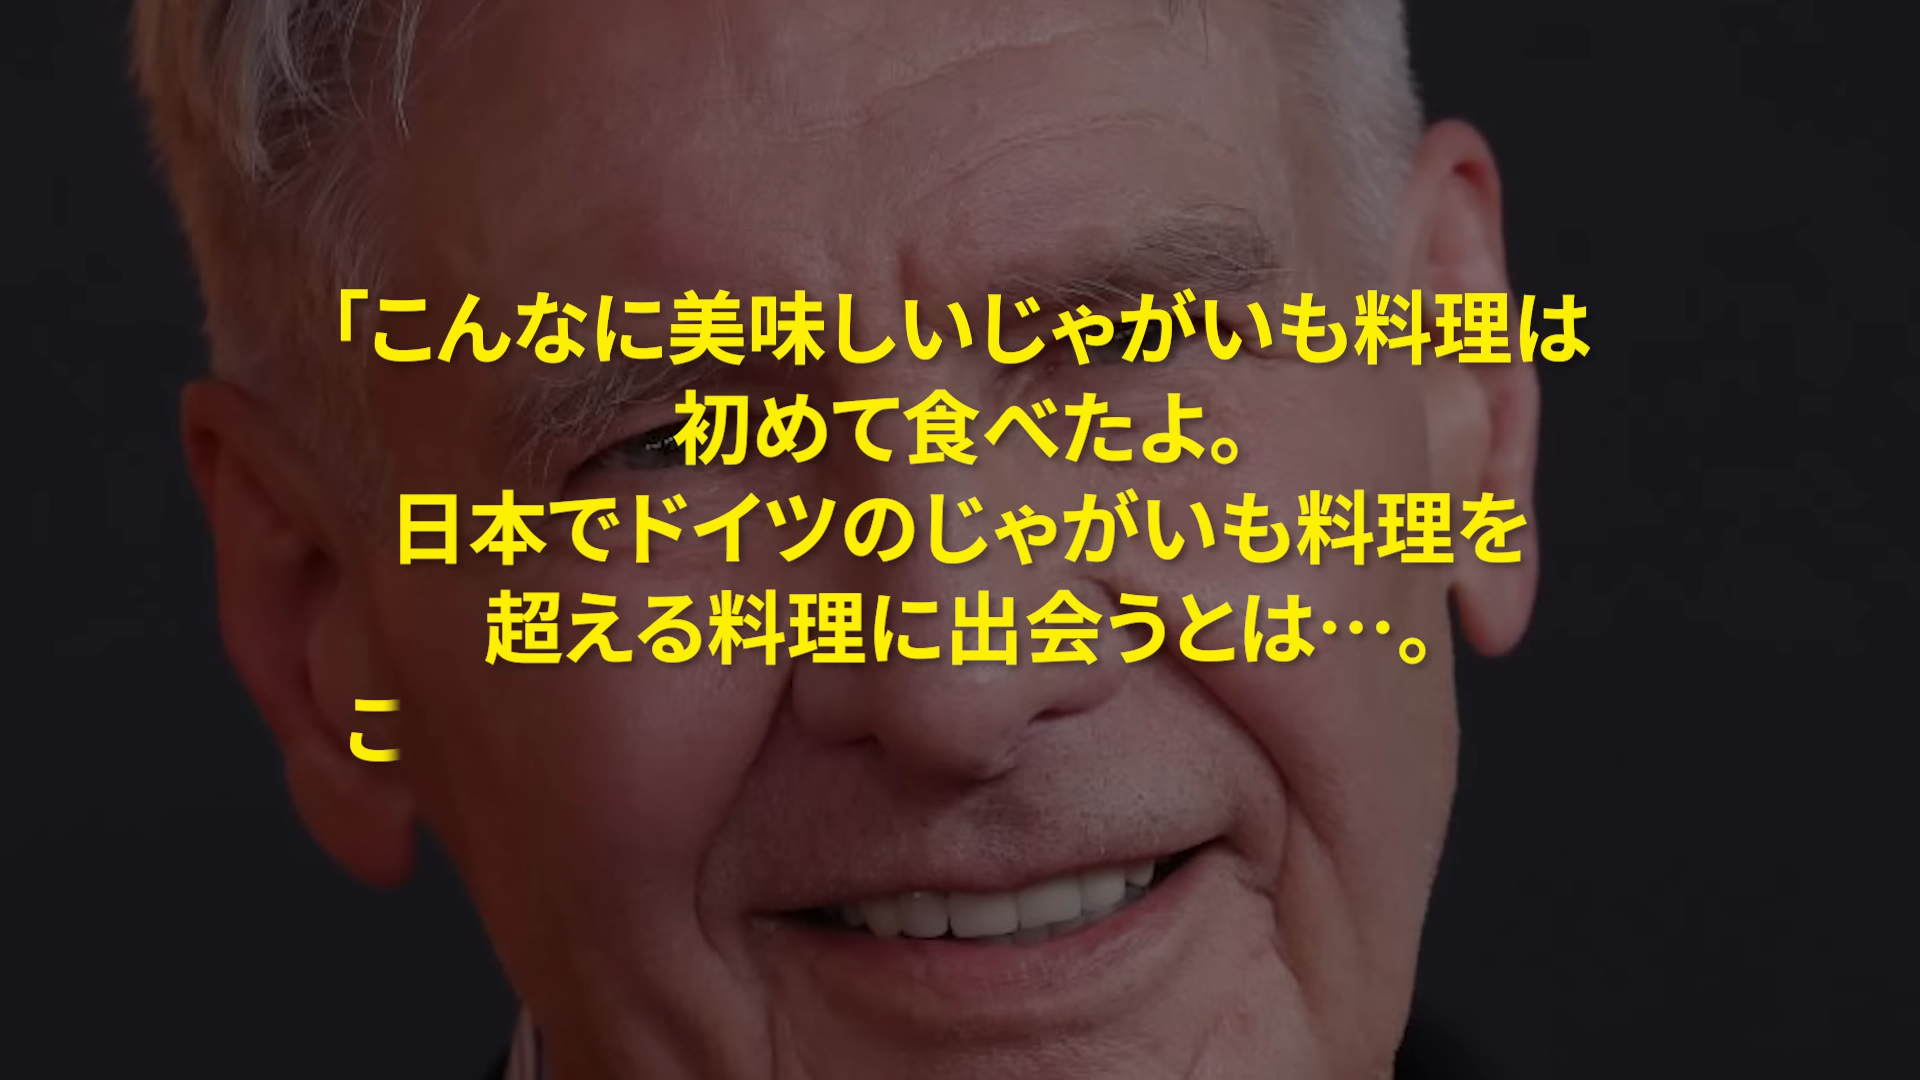 「こんなに美味しいじゃがいも料理は
初めて食べたよ。
日本でドイツのじゃがいも料理を
超える料理に出会うとは…。
こ